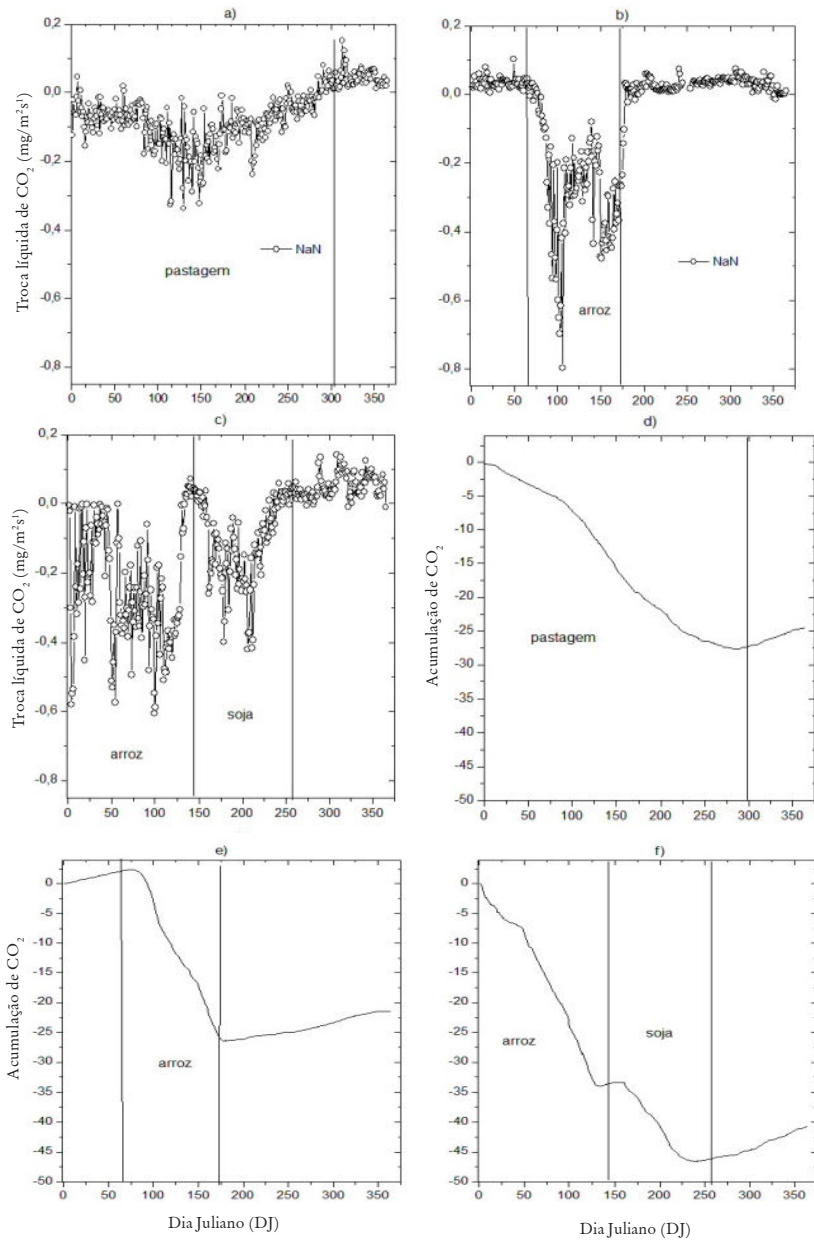 a)
0,2
0,0
-0,2
-0,4
-0,6
-0,8
Troca líquida de CO2 (mg/m²s¹)
NaN
pastagem
0 50 100 150 200 250 300 350
b)
0,2
0,0
-0,2
-0,4
-0,6
-0,8
NaN
arroz
0 50 100 150 200 250 300 350
c)
0,2
0,0
-0,2
-0,4
-0,6
-0,8
Troca líquida de CO2 (mg/m²s¹)
arroz
soja
0 50 100 150 200 250 300 350
d)
0
-5
-10
-15
-20
-25
-30
-35
-40
-45
-50
Acumulação de CO2
pastagem
0 50 100 150 200 250 300 350
e)
0
-5
-10
-15
-20
-25
-30
-35
-40
-45
-50
Acumulação de CO2
arroz
0 50 100 150 200 250 300 350
Dia Juliano (DJ)
f)
0
-5
-10
-15
-20
-25
-30
-35
-40
-45
-50
arroz
soja
0 50 100 150 200 250 300 350
Dia Juliano (DJ)